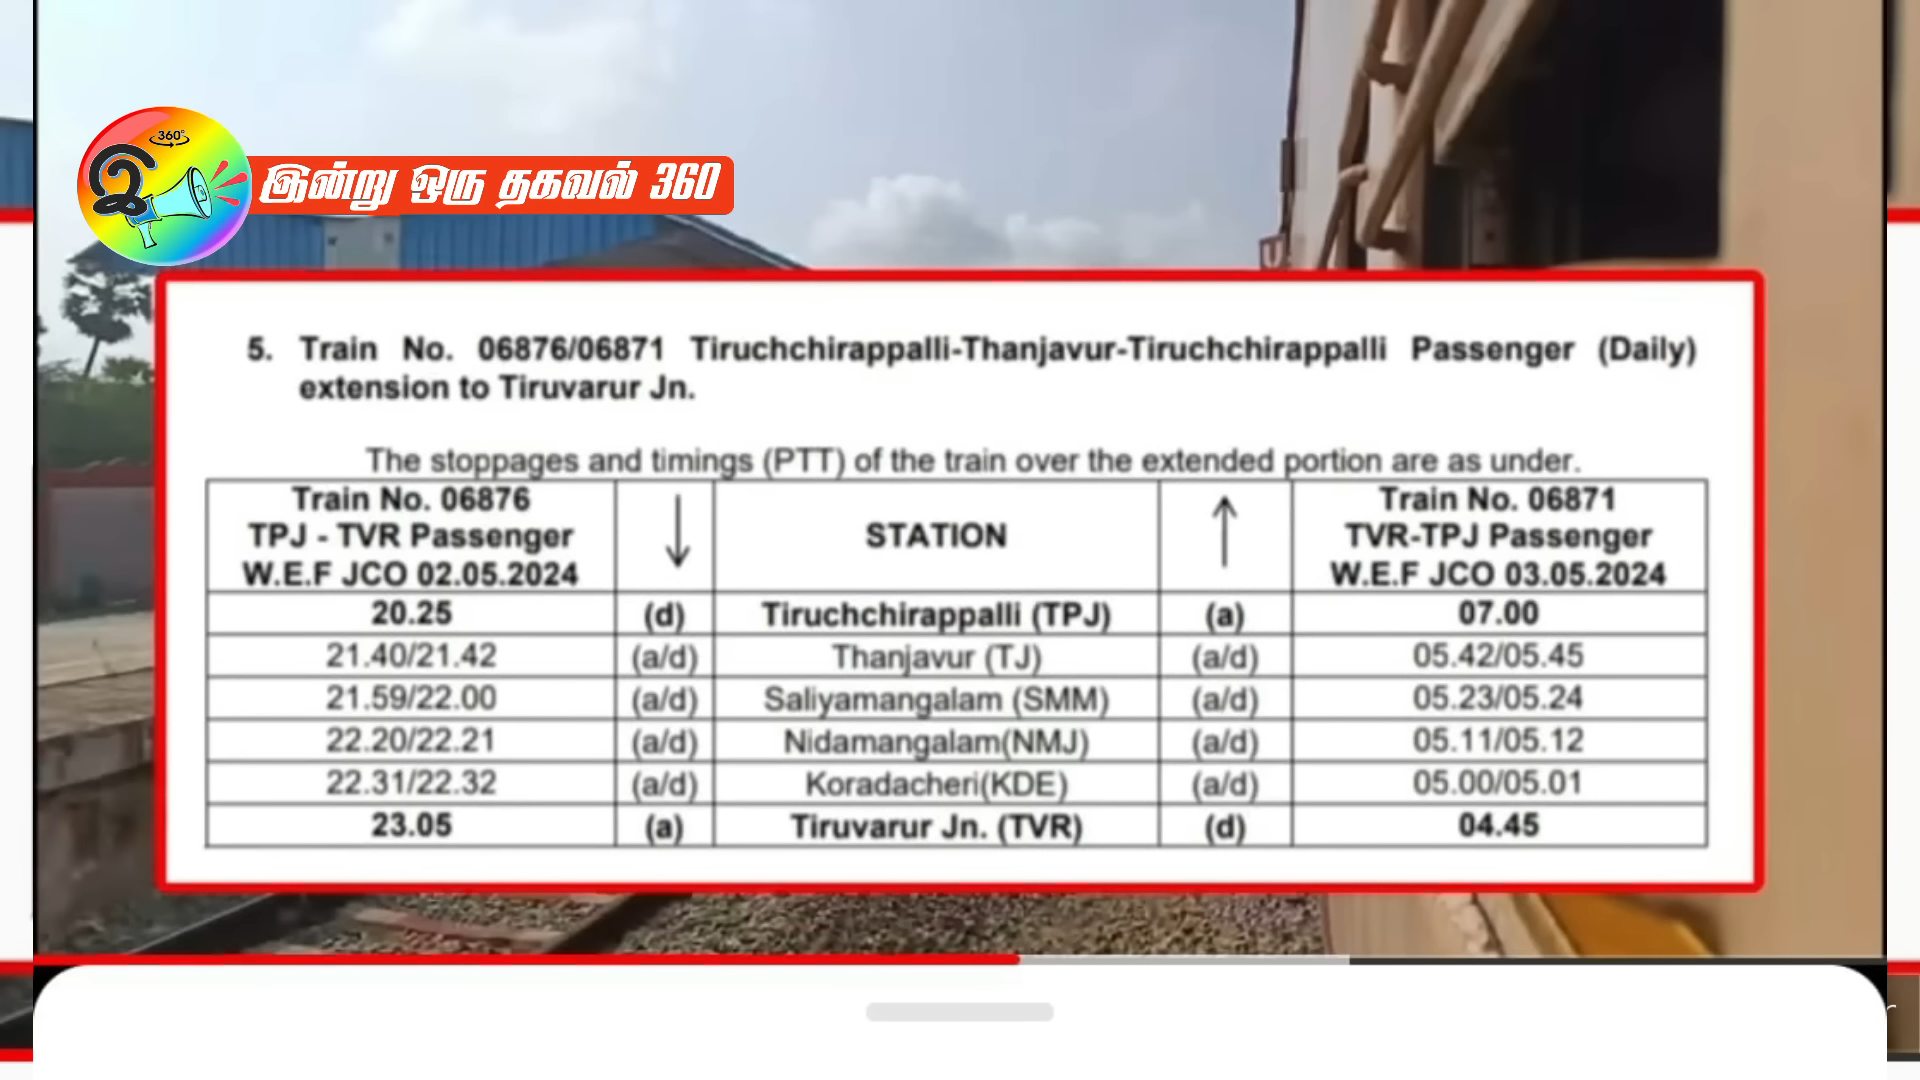 360°
இ
இன்று ஒரு தகவல் 360
5. Train No. 06876/06871 Tiruchchirappalli-Thanjavur-Tiruchchirappalli Passenger (Daily)
extension to Tiruvarur Jn.
The stoppages and timings (PTT) of the train over the extended portion are as under.
Train No. 06876 TPJ - TVR Passenger W.E.F JCO 02.05.2024 ↓ STATION ↑ Train No. 06871 TVR-TPJ Passenger W.E.F JCO 03.05.2024
20.25 (d) Tiruchchirappalli (TPJ) (a) 07.00
21.40/21.42 (a/d) Thanjavur (TJ) (a/d) 05.42/05.45
21.59/22.00 (a/d) Saliyamangalam (SMM) (a/d) 05.23/05.24
22.20/22.21 (a/d) Nidamangalam(NMJ) (a/d) 05.11/05.12
22.31/22.32 (a/d) Koradacheri(KDE) (a/d) 05.00/05.01
23.05 (a) Tiruvarur Jn. (TVR) (d) 04.45